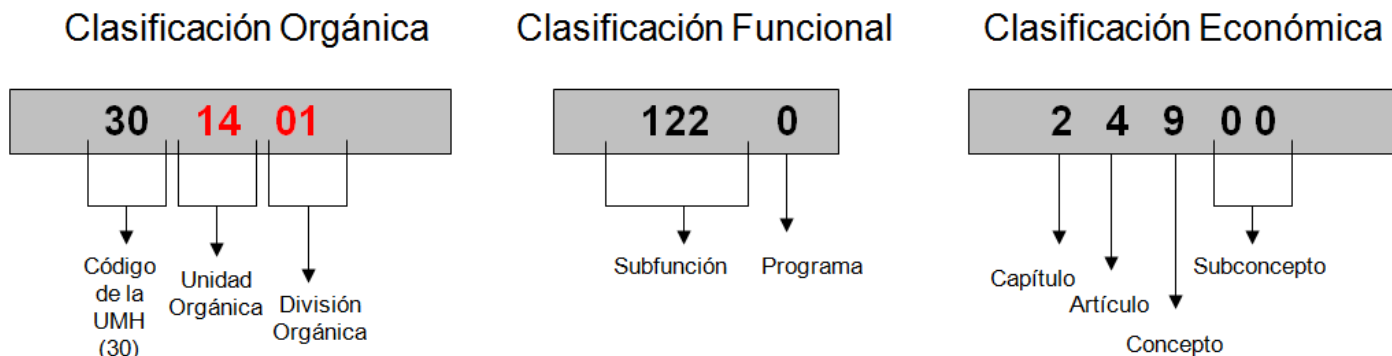 Clasificación Orgánica
Clasificación Funcional
Clasificación Económica
30 14 01
122 0
2 4 9 0 0
Código
de la
UMH
(30)
Unidad
Orgánica
División
Orgánica
Subfunción
Programa
Capítulo
Artículo
Concepto
Subconcepto